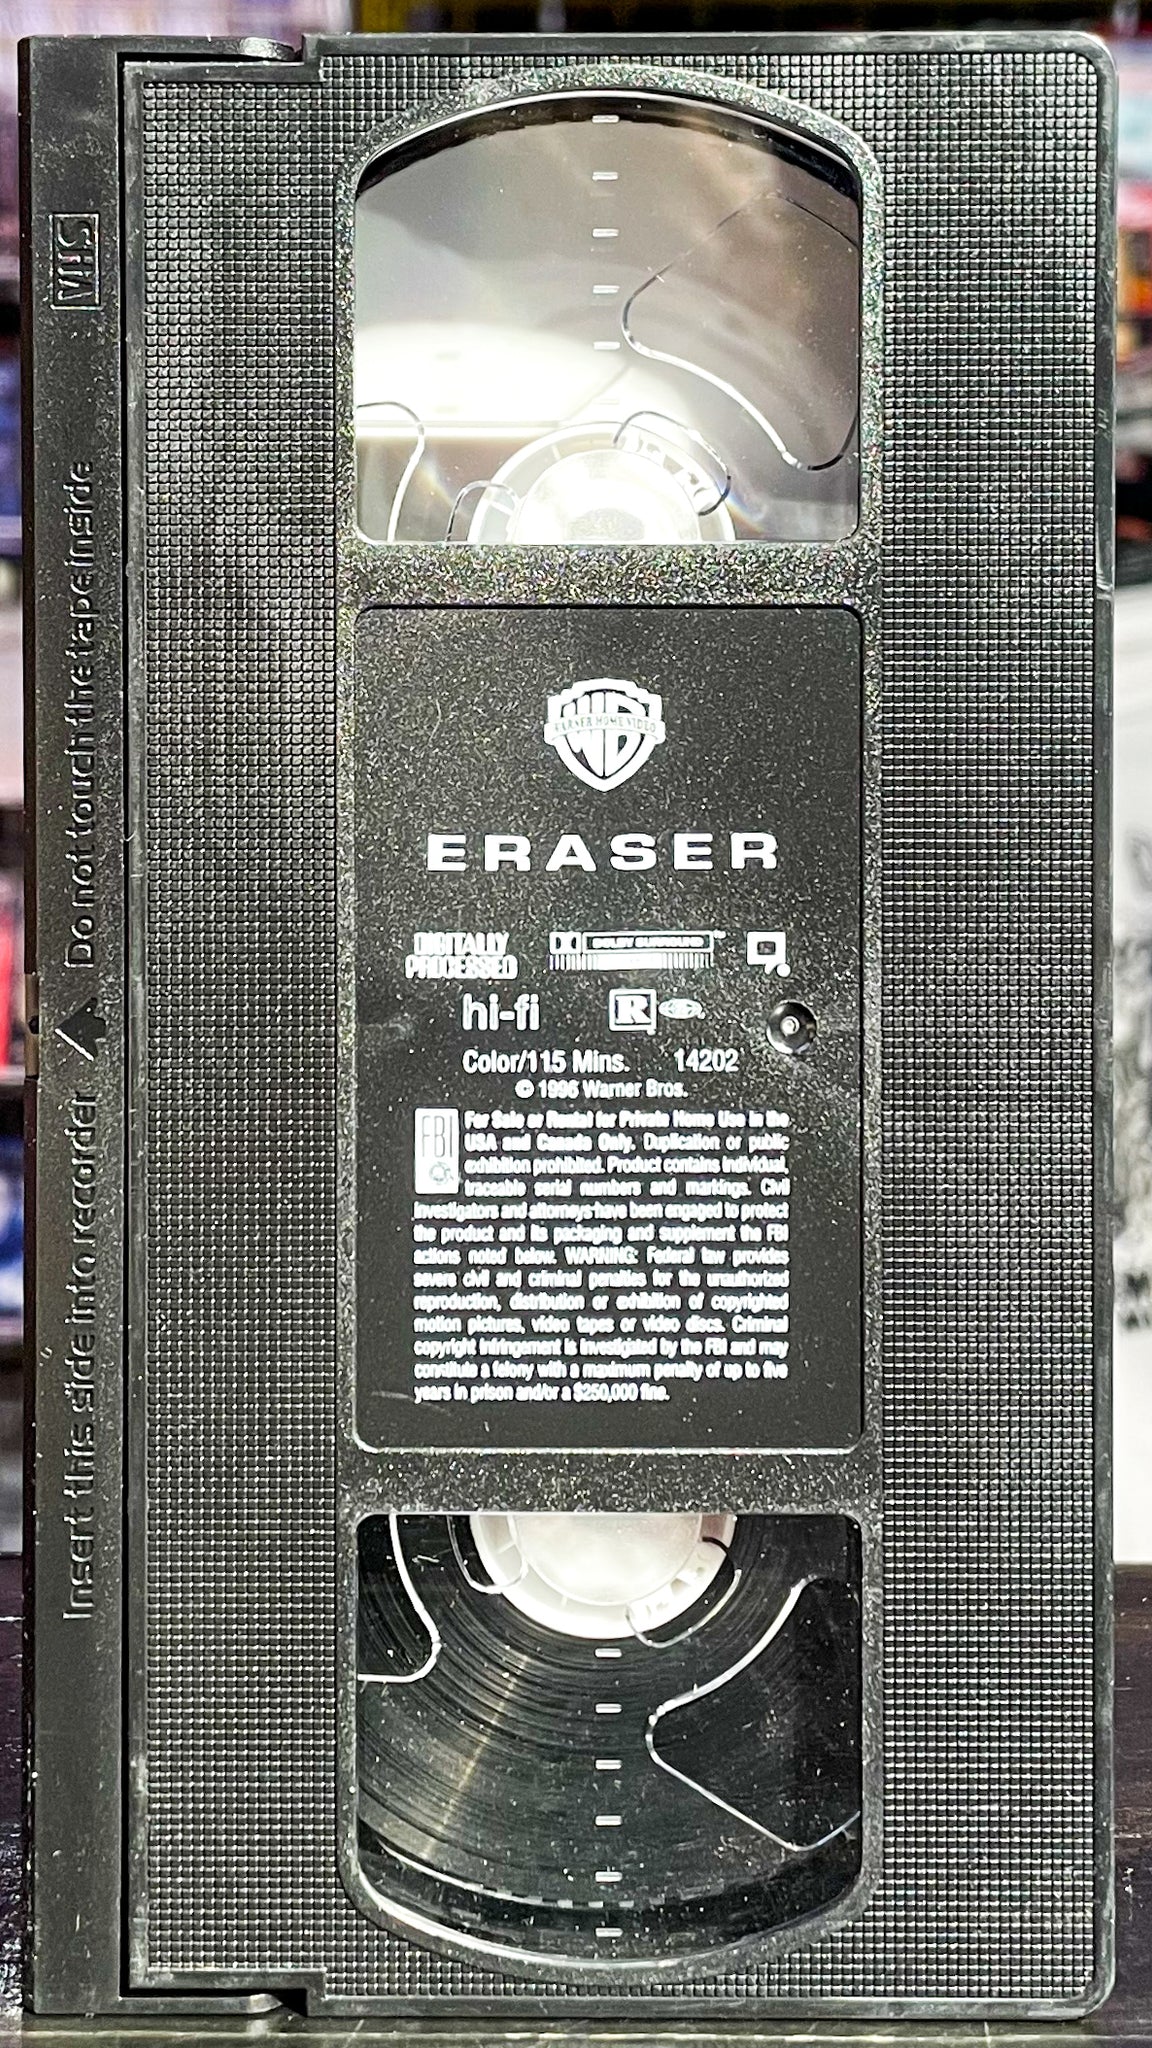 VHS
Do not touch the tape inside
Insert this side into recorder
WB
WARNER HOME VIDEO
ERASER
DIGITALLY
PROCESSED
DOLBY SURROUND
hi-fi
R
Color/115 Mins. 14202
© 1996 Warner Bros.
FBI
For Sale or Rental for Private Home Use in the
USA and Canada Only. Duplication or public
exhibition prohibited. Product contains individual,
traceable serial numbers and markings. Civil
investigators and attorneys have been engaged to protect
the product and its packaging and supplement the FBI
actions noted below. WARNING: Federal law provides
severe civil and criminal penalties for the unauthorized
reproduction, distribution or exhibition of copyrighted
motion pictures, video tapes or video discs. Criminal
copyright infringement is investigated by the FBI and may
constitute a felony with a maximum penalty of up to five
years in prison and/or a $250,000 fine.